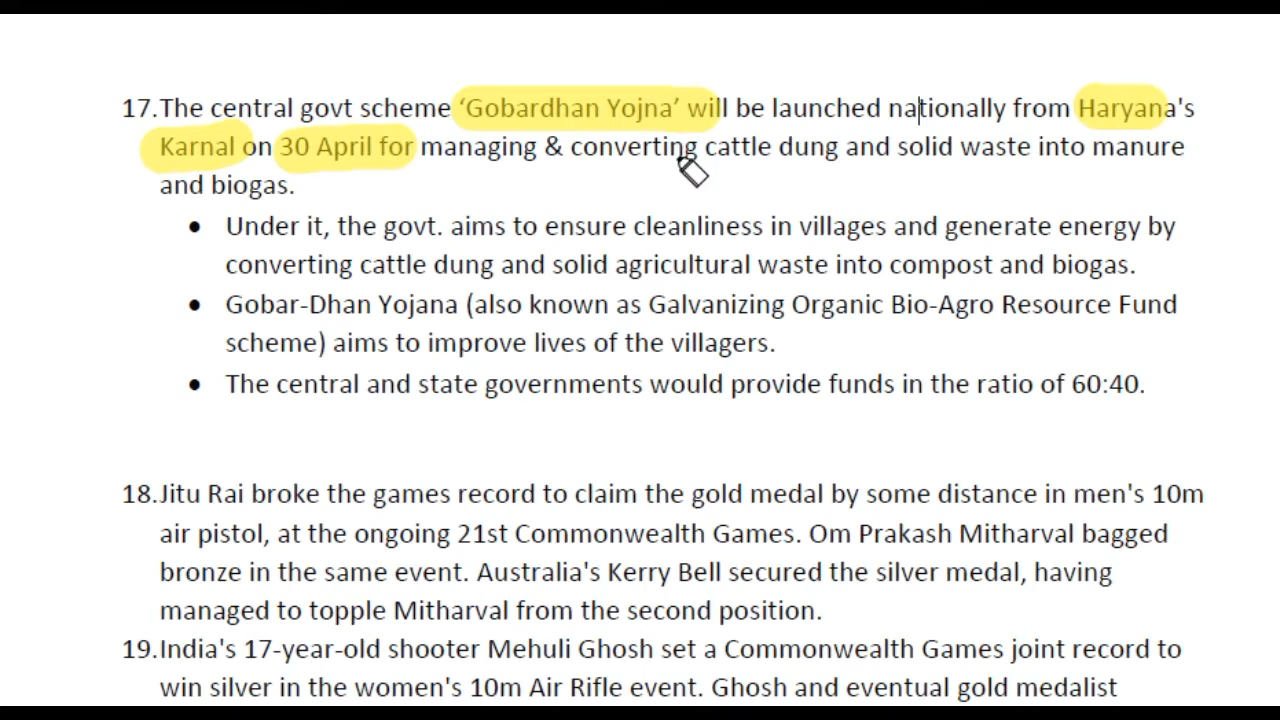 17.The central govt scheme ‘Gobardhan Yojna’ will be launched nationally from Haryana's
Karnal on 30 April for managing & converting cattle dung and solid waste into manure
and biogas.
• Under it, the govt. aims to ensure cleanliness in villages and generate energy by
converting cattle dung and solid agricultural waste into compost and biogas.
• Gobar-Dhan Yojana (also known as Galvanizing Organic Bio-Agro Resource Fund
scheme) aims to improve lives of the villagers.
• The central and state governments would provide funds in the ratio of 60:40.
18.Jitu Rai broke the games record to claim the gold medal by some distance in men's 10m
air pistol, at the ongoing 21st Commonwealth Games. Om Prakash Mitharval bagged
bronze in the same event. Australia's Kerry Bell secured the silver medal, having
managed to topple Mitharval from the second position.
19.India's 17-year-old shooter Mehuli Ghosh set a Commonwealth Games joint record to
win silver in the women's 10m Air Rifle event. Ghosh and eventual gold medalist